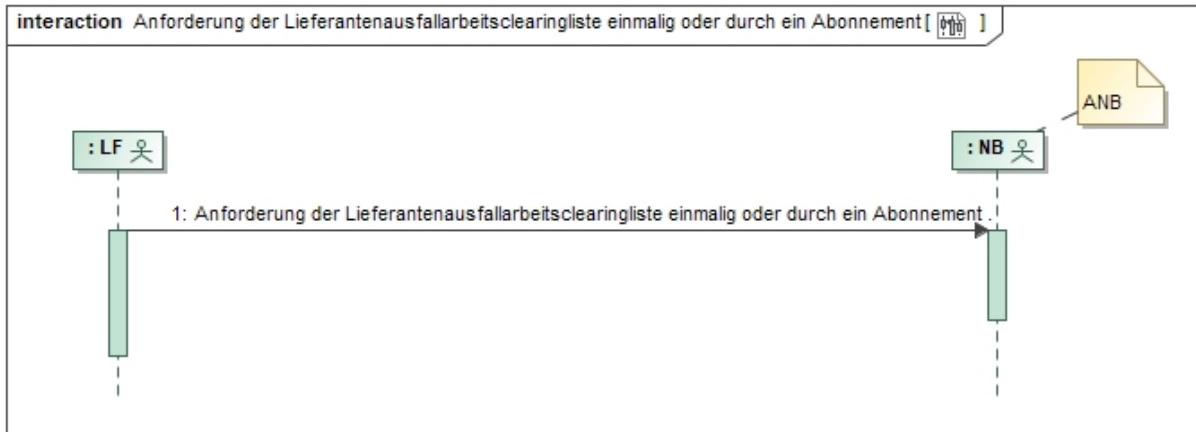 interaction Anforderung der Lieferantenausfallarbeitsclearingliste einmalig oder durch ein Abonnement[ ]
ANB
: LF
: NB
1: Anforderung der Lieferantenausfallarbeitsclearingliste einmalig oder durch ein Abonnement .